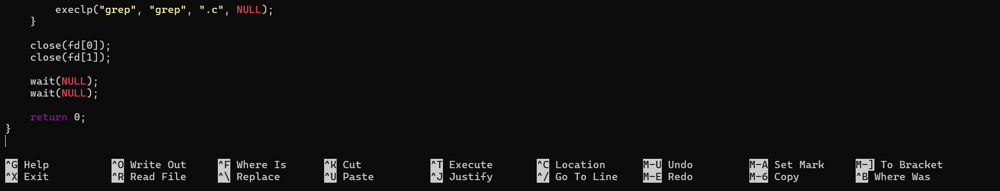 execlp("grep", "grep", ".c", NULL);
}
close(fd[0]);
close(fd[1]);
wait(NULL);
wait(NULL);
return 0;
}
^G Help ^O Write Out ^F Where Is ^K Cut ^T Execute ^C Location M-U Undo M-A Set Mark M-] To Bracket
^X Exit ^R Read File ^\ Replace ^U Paste ^J Justify ^/ Go To Line M-E Redo M-6 Copy ^B Where Was